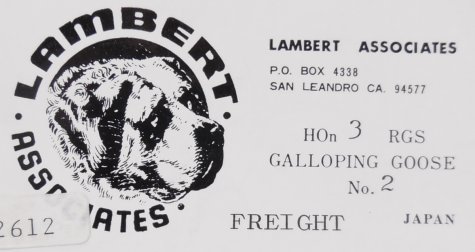 · LAMBERT ·
ASSOCIATES
LAMBERT ASSOCIATES
P.O. BOX 4338
SAN LEANDRO CA. 94577
HOn 3 RGS
GALLOPING GOOSE
No. 2
FREIGHT JAPAN
2612